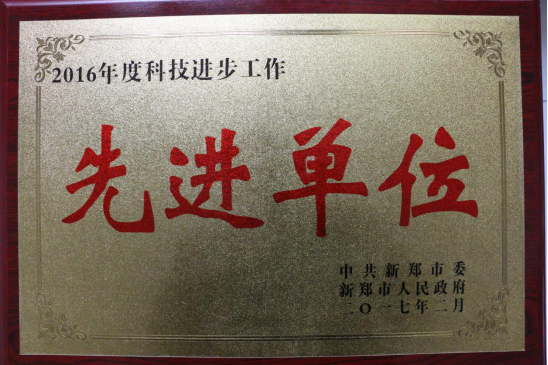 2016年度科技进步工作
先进单位
中共新郑市委
新郑市人民政府
二〇一七年二月